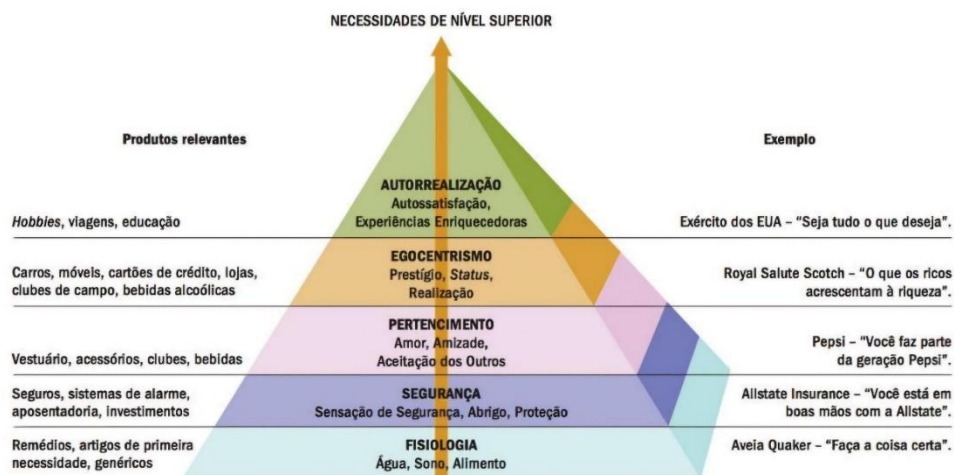 NECESSIDADES DE NÍVEL SUPERIOR
Produtos relevantes
Exemplo
AUTORREALIZAÇÃO
Autossatisfação,
Experiências Enriquecedoras
Hobbies, viagens, educação
Exército dos EUA – “Seja tudo o que deseja”.
EGOCENTRISMO
Prestígio, Status,
Realização
Carros, móveis, cartões de crédito, lojas,
clubes de campo, bebidas alcoólicas
Royal Salute Scotch – “O que os ricos
acrescentam à riqueza”.
PERTENCIMENTO
Amor, Amizade,
Aceitação dos Outros
Vestuário, acessórios, clubes, bebidas
Pepsi – “Você faz parte
da geração Pepsi”.
SEGURANÇA
Sensação de Segurança, Abrigo, Proteção
Seguros, sistemas de alarme,
aposentadoria, investimentos
Allstate Insurance – “Você está em
boas mãos com a Allstate”.
FISIOLOGIA
Água, Sono, Alimento
Remédios, artigos de primeira
necessidade, genéricos
Aveia Quaker – “Faça a coisa certa”.